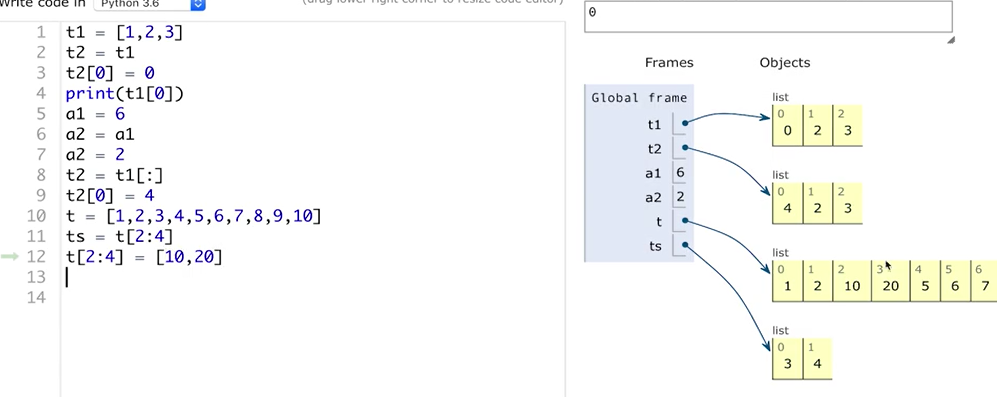 Write code in Python 3.6
(drag lower right corner to resize code editor)
1 t1 = [1,2,3]
2 t2 = t1
3 t2[0] = 0
4 print(t1[0])
5 a1 = 6
6 a2 = a1
7 a2 = 2
8 t2 = t1[:]
9 t2[0] = 4
10 t = [1,2,3,4,5,6,7,8,9,10]
11 ts = t[2:4]
12 t[2:4] = [10,20]
13
14
0
Frames Objects
Global frame
t1
t2
a1 6
a2 2
t
ts
list
0 1 2
0 2 3
list
0 1 2
4 2 3
list
0 1 2 3 4 5 6
1 2 10 20 5 6 7
list
0 1
3 4